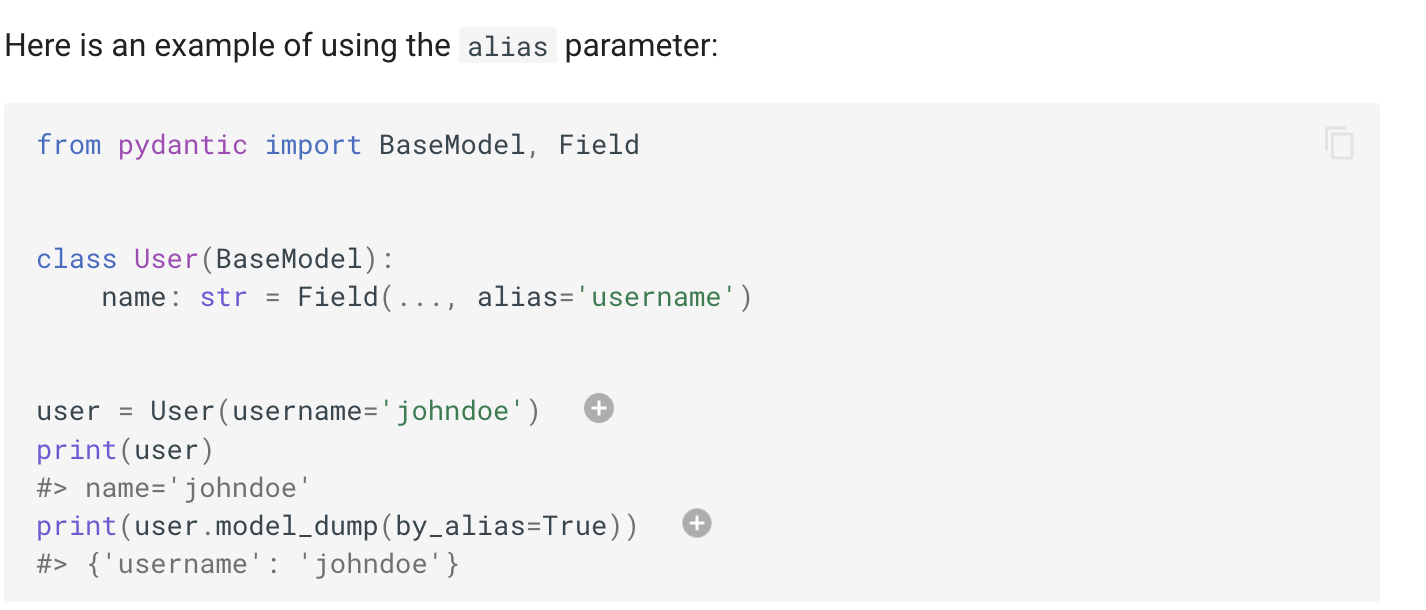 Here is an example of using the alias parameter:
from pydantic import BaseModel, Field
class User(BaseModel):
    name: str = Field(..., alias='username')
user = User(username='johndoe')
print(user)
#> name='johndoe'
print(user.model_dump(by_alias=True))
#> {'username': 'johndoe'}